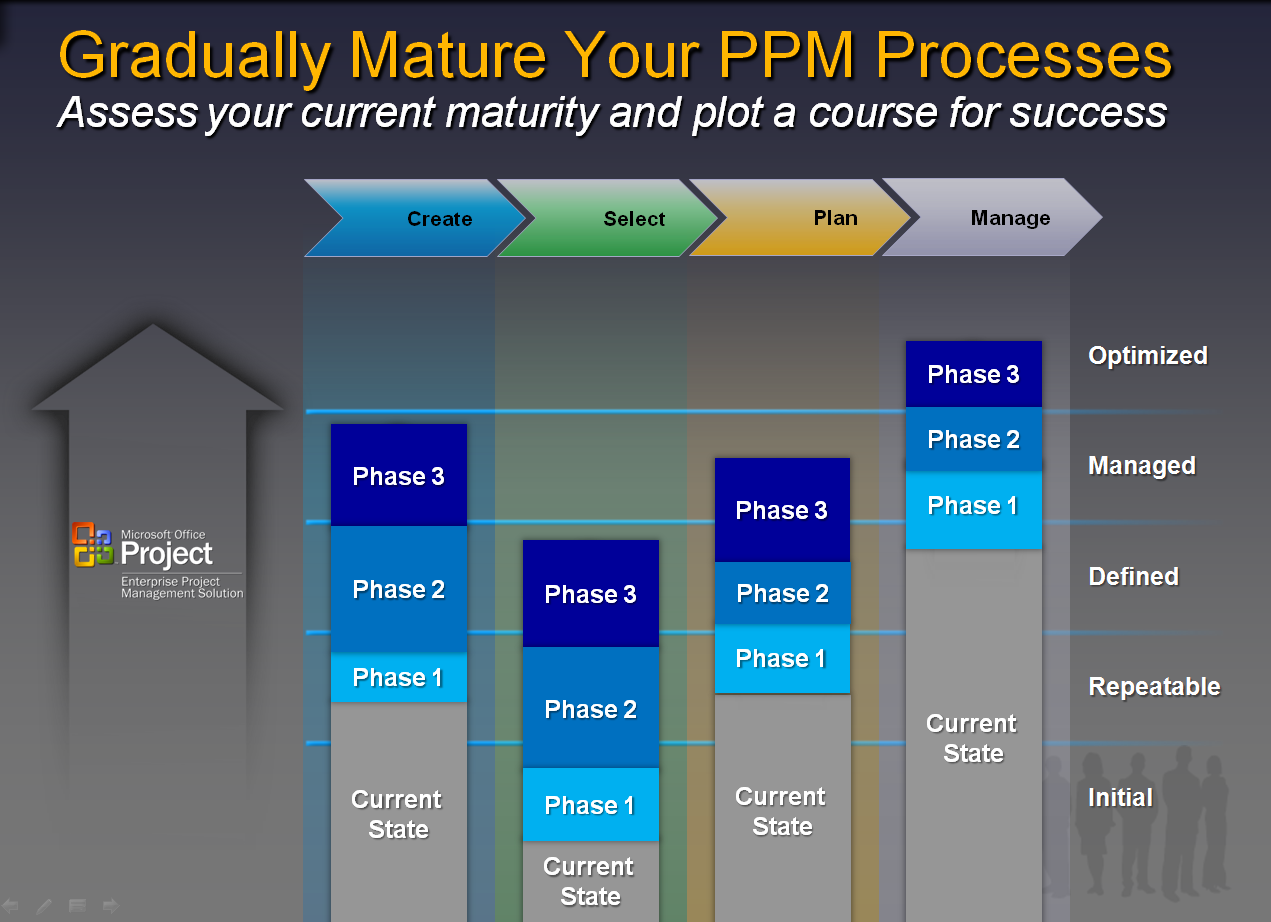 Gradually Mature Your PPM Processes
Assess your current maturity and plot a course for success
Create
Select
Plan
Manage
Optimized
Managed
Defined
Repeatable
Initial
Microsoft Office
Project
Enterprise Project
Management Solution
Phase 3
Phase 2
Phase 1
Current
State
Phase 3
Phase 2
Phase 1
Current
State
Phase 3
Phase 2
Phase 1
Current
State
Phase 3
Phase 2
Phase 1
Current
State